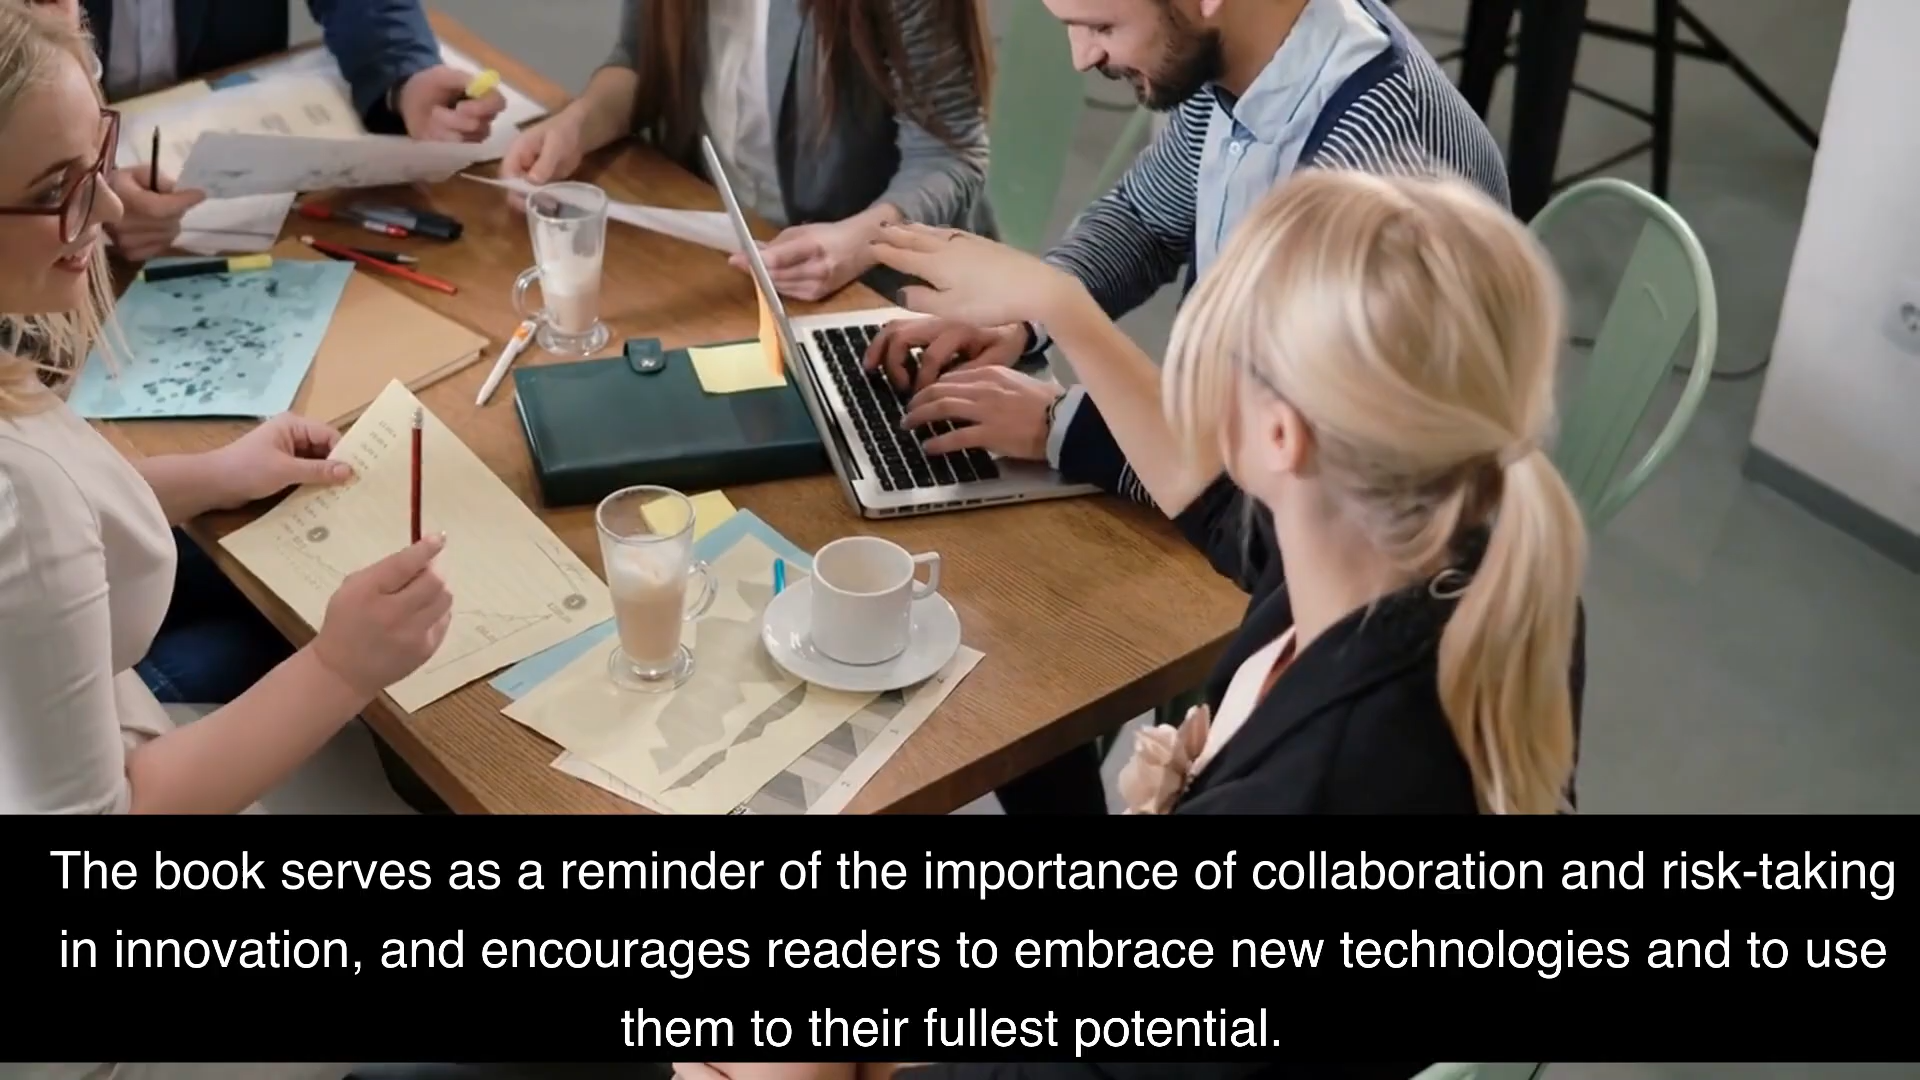 The book serves as a reminder of the importance of collaboration and risk-taking
in innovation, and encourages readers to embrace new technologies and to use
them to their fullest potential.